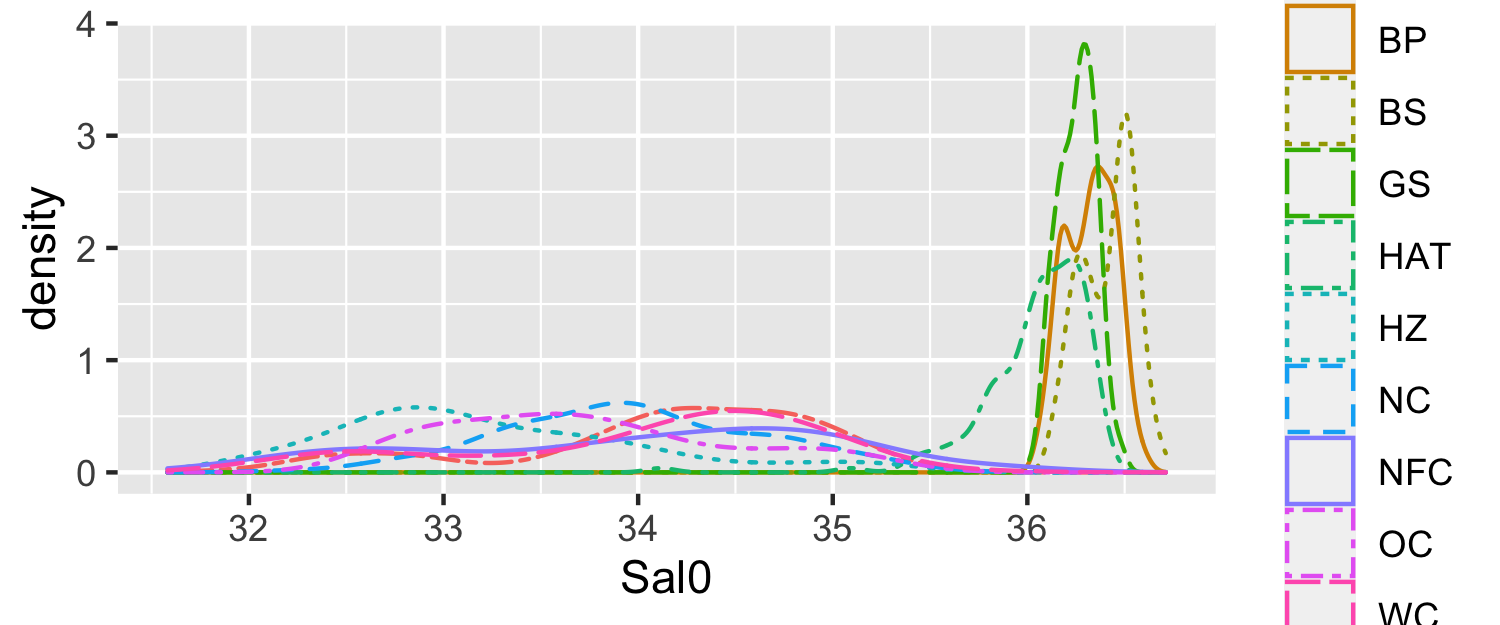 4
3
2
1
0
density
32 33 34 35 36
Sal0
BP
BS
GS
HAT
HZ
NC
NFC
OC
WC